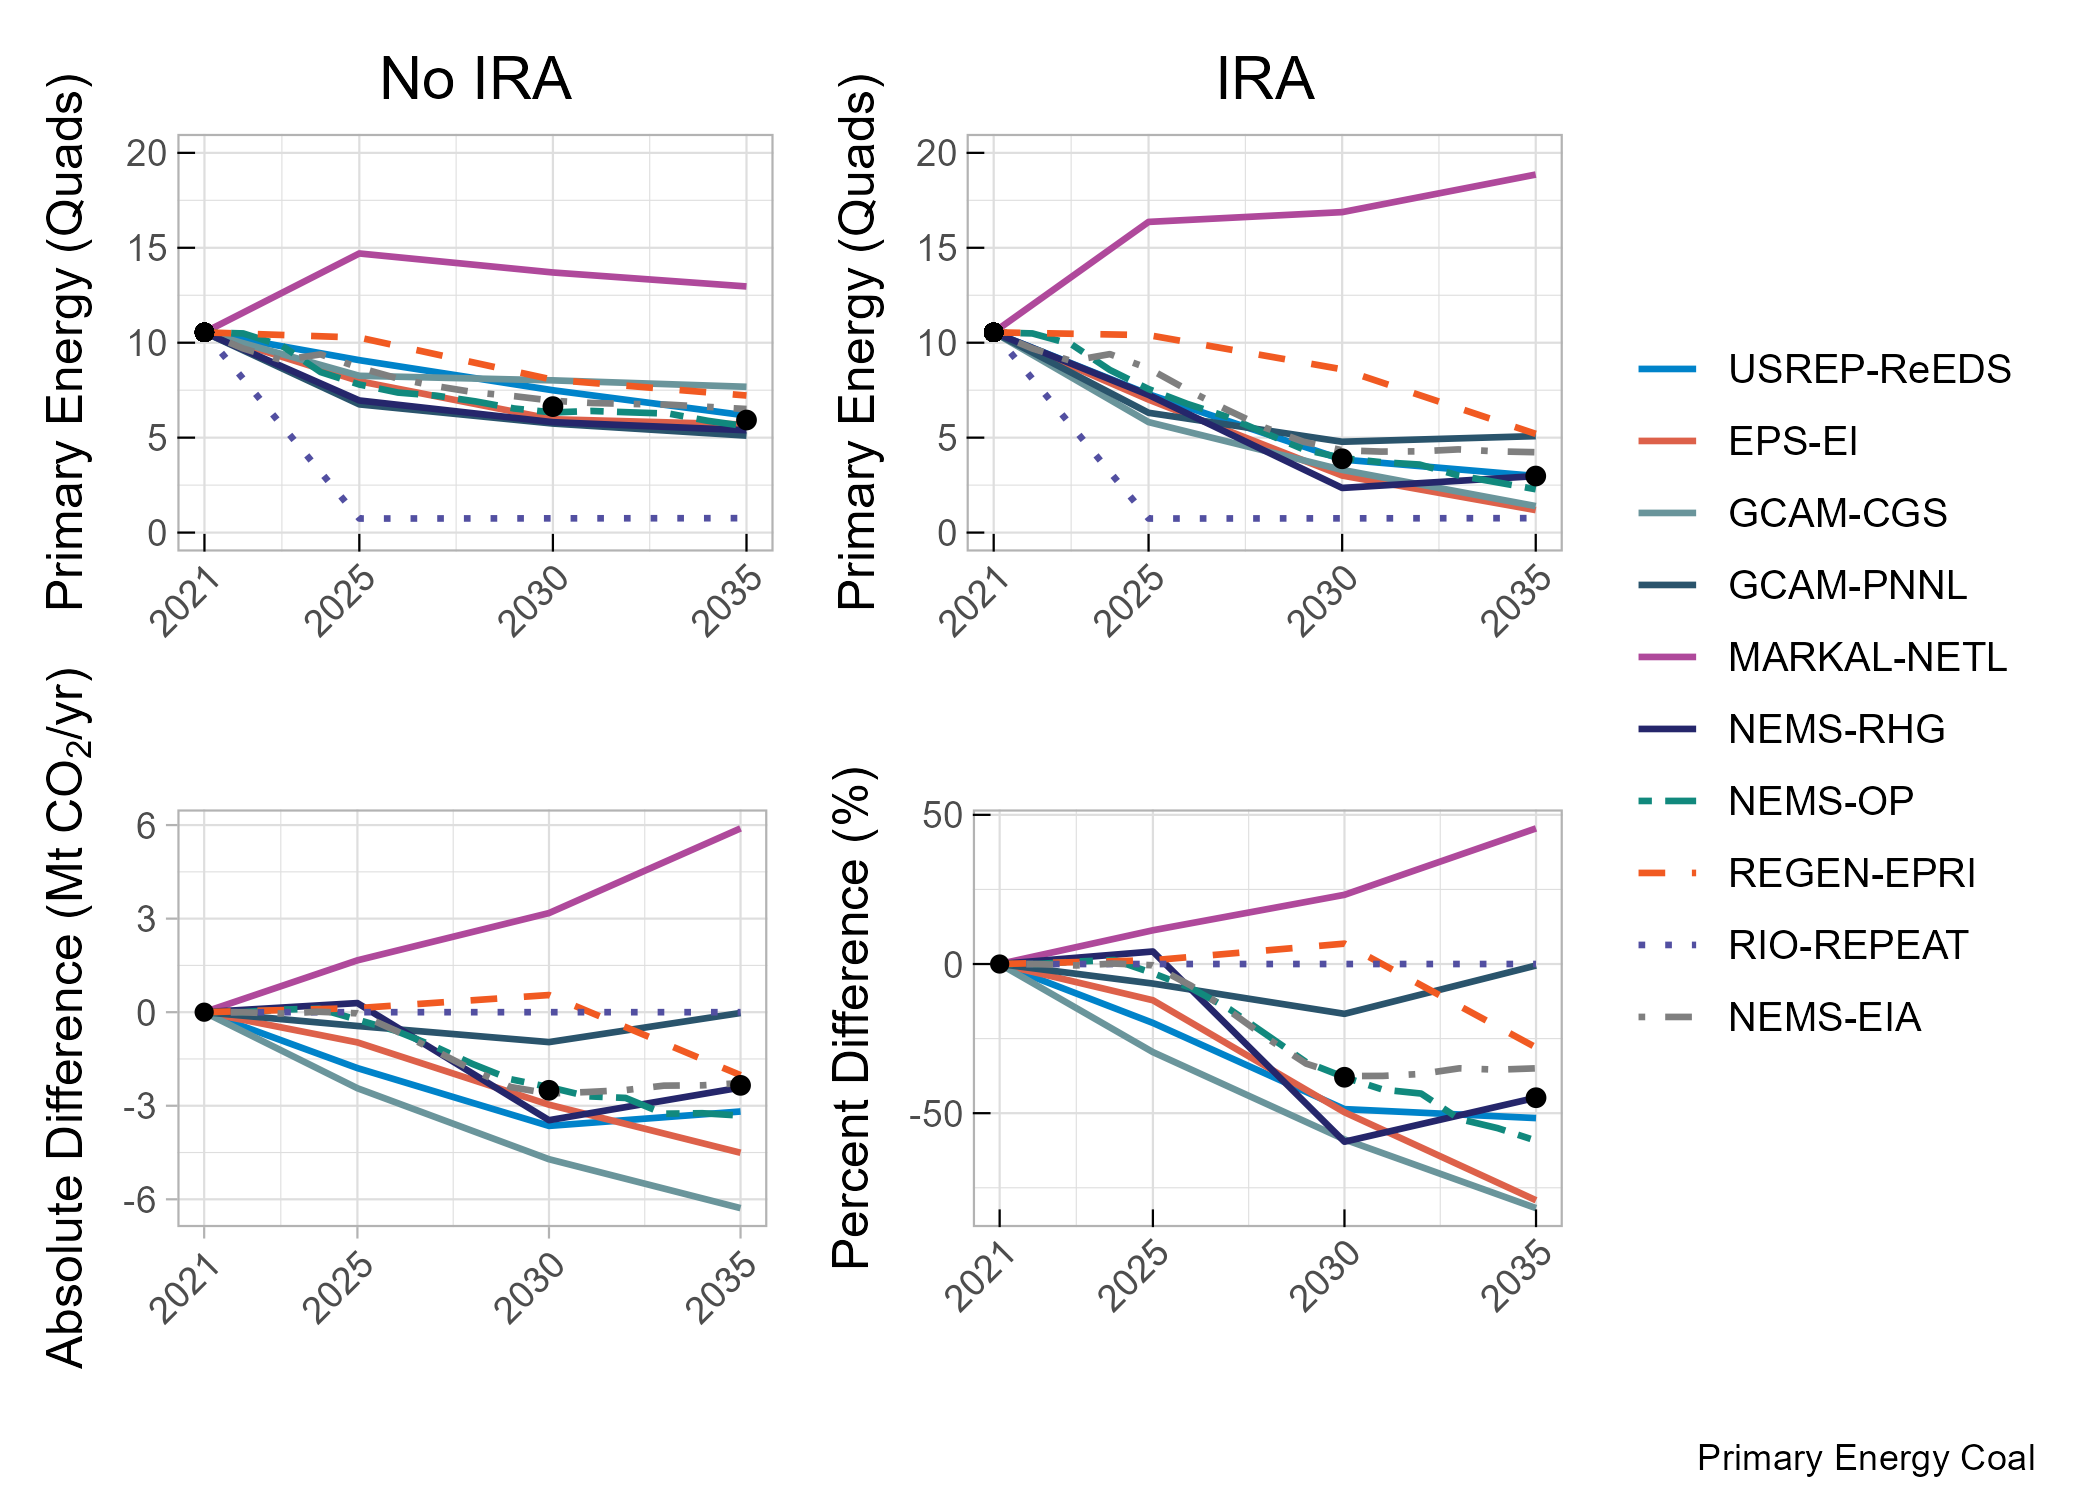 No IRA
IRA
Primary Energy (Quads)
20
15
10
5
0
2021
2025
2030
2035
Primary Energy (Quads)
20
15
10
5
0
2021
2025
2030
2035
Absolute Difference (Mt CO₂/yr)
6
3
0
-3
-6
2021
2025
2030
2035
Percent Difference (%)
50
0
-50
2021
2025
2030
2035
USREP-ReEDS
EPS-EI
GCAM-CGS
GCAM-PNNL
MARKAL-NETL
NEMS-RHG
NEMS-OP
REGEN-EPRI
RIO-REPEAT
NEMS-EIA
Primary Energy Coal